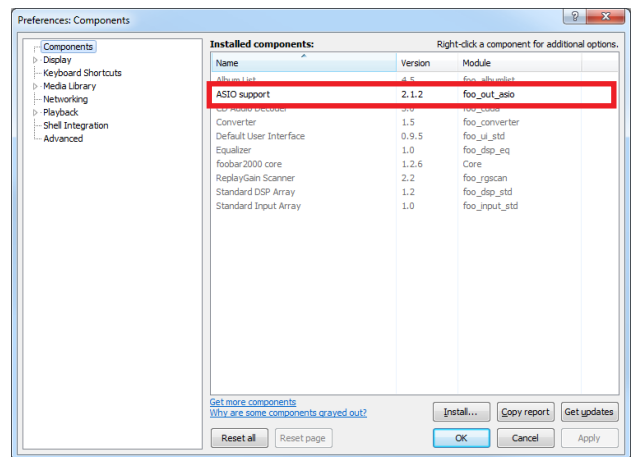 Preferences: Components
Components
Display
Keyboard Shortcuts
Media Library
Networking
Playback
Shell Integration
Advanced
Installed components: Right-click a component for additional options.
Name Version Module
Album List 4.5 foo_albumlist
ASIO support 2.1.2 foo_out_asio
CD Audio Decoder 3.0 foo_cdda
Converter 1.5 foo_converter
Default User Interface 0.9.5 foo_ui_std
Equalizer 1.0 foo_dsp_eq
foobar2000 core 1.2.6 Core
ReplayGain Scanner 2.2 foo_rgscan
Standard DSP Array 1.2 foo_dsp_std
Standard Input Array 1.0 foo_input_std
Get more components
Why are some components grayed out?
Install... Copy report Get updates
Reset all Reset page OK Cancel Apply